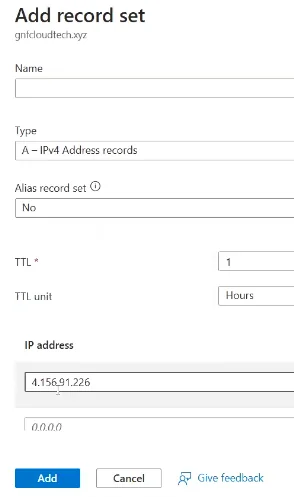 Add record set
gntcloudtech.xyz
Name
Type
A – IPv4 Address records
Alias record set
No
TTL *
1
TTL unit
Hours
IP address
4.156.91.226
0.0.0.0
Add
Cancel
Give feedback